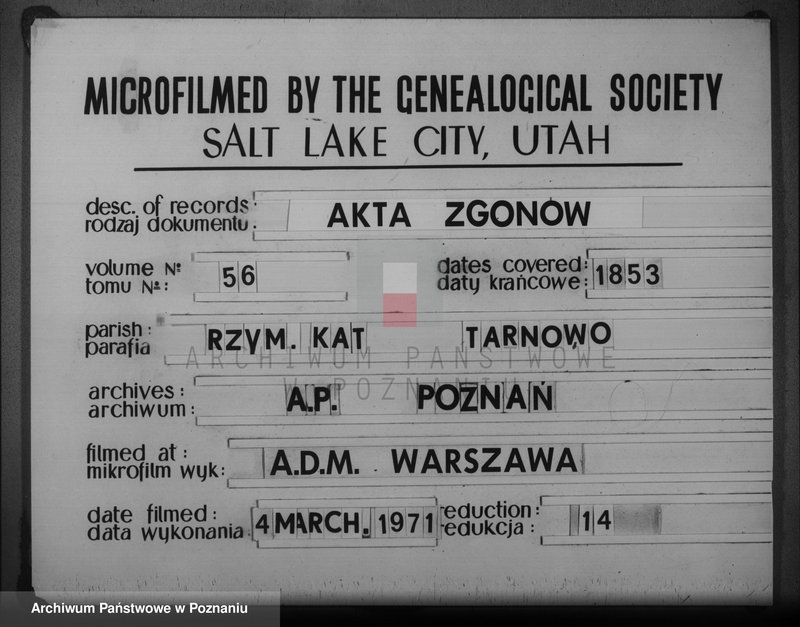 MICROFILMED BY THE GENEALOGICAL SOCIETY
SALT LAKE CITY, UTAH
desc. of records: AKTA ZGONÓW
rodzaj dokumentu:
volume Nº 56 dates covered: 1853
tomu Nº: daty krańcowe:
parish: RZYM. KAT TARNOWO
parafia
ARCHIWUM PAŃSTWOWE
W POZNANIU
archives: A.P. POZNAŃ
archiwum:
filmed at: A.D.M. WARSZAWA
mikrofilm wyk:
date filmed: 4 MARCH. 1971 reduction: 14
data wykonania: redukcja:
Archiwum Państwowe w Poznaniu